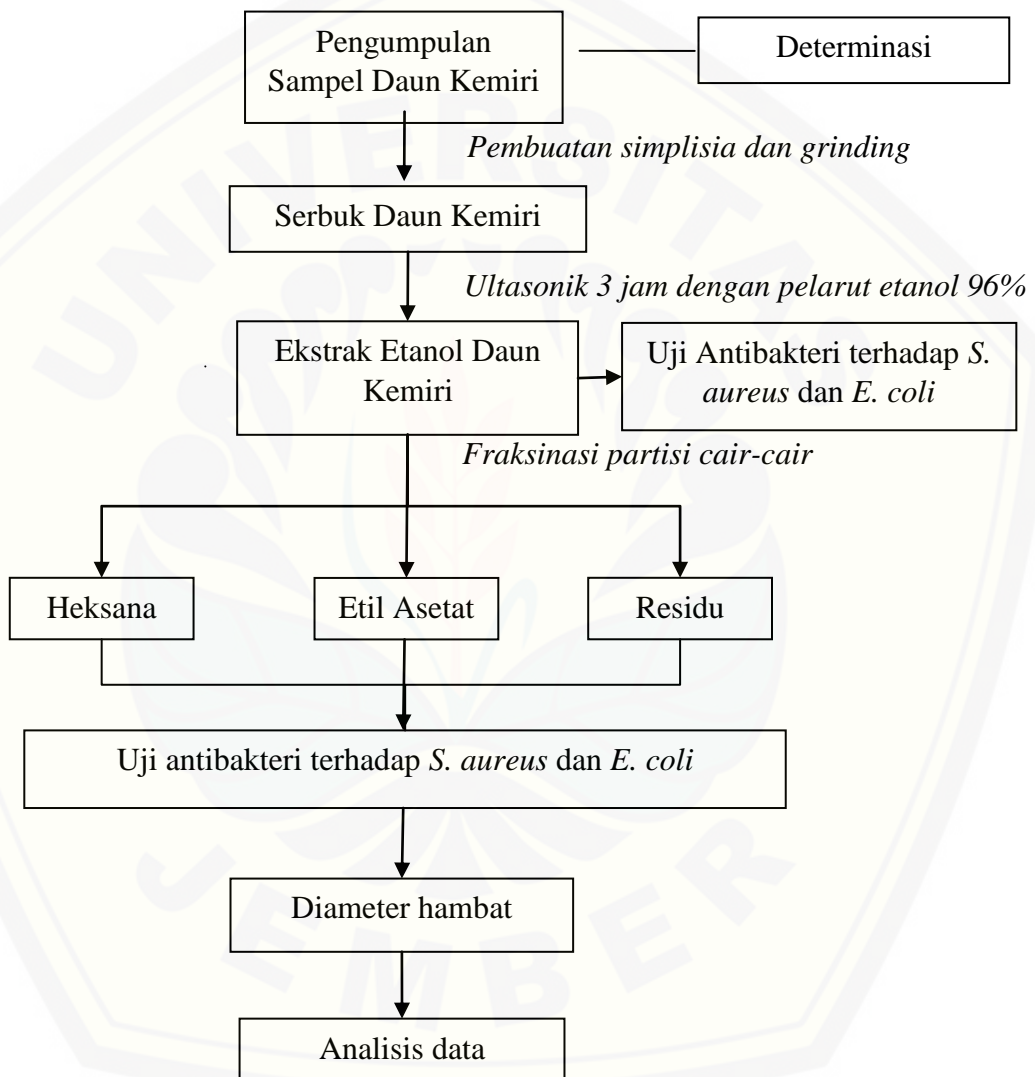 Pengumpulan
Sampel Daun Kemiri
Determinasi
Pembuatan simplisia dan grinding
Serbuk Daun Kemiri
Ultasonik 3 jam dengan pelarut etanol 96%
Ekstrak Etanol Daun
Kemiri
Uji Antibakteri terhadap S.
aureus dan E. coli
Fraksinasi partisi cair-cair
Heksana
Etil Asetat
Residu
Uji antibakteri terhadap S. aureus dan E. coli
Diameter hambat
Analisis data
UNIVERSITAS
JEMBER